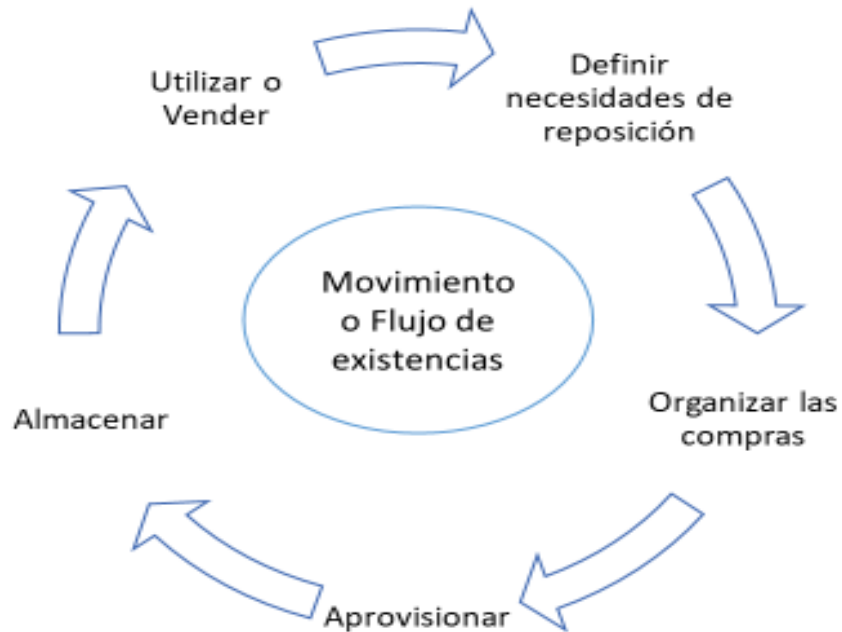 Utilizar o
Vender
Definir
necesidades de
reposición
Movimiento
o Flujo de
existencias
Organizar las
compras
Almacenar
Aprovisionar